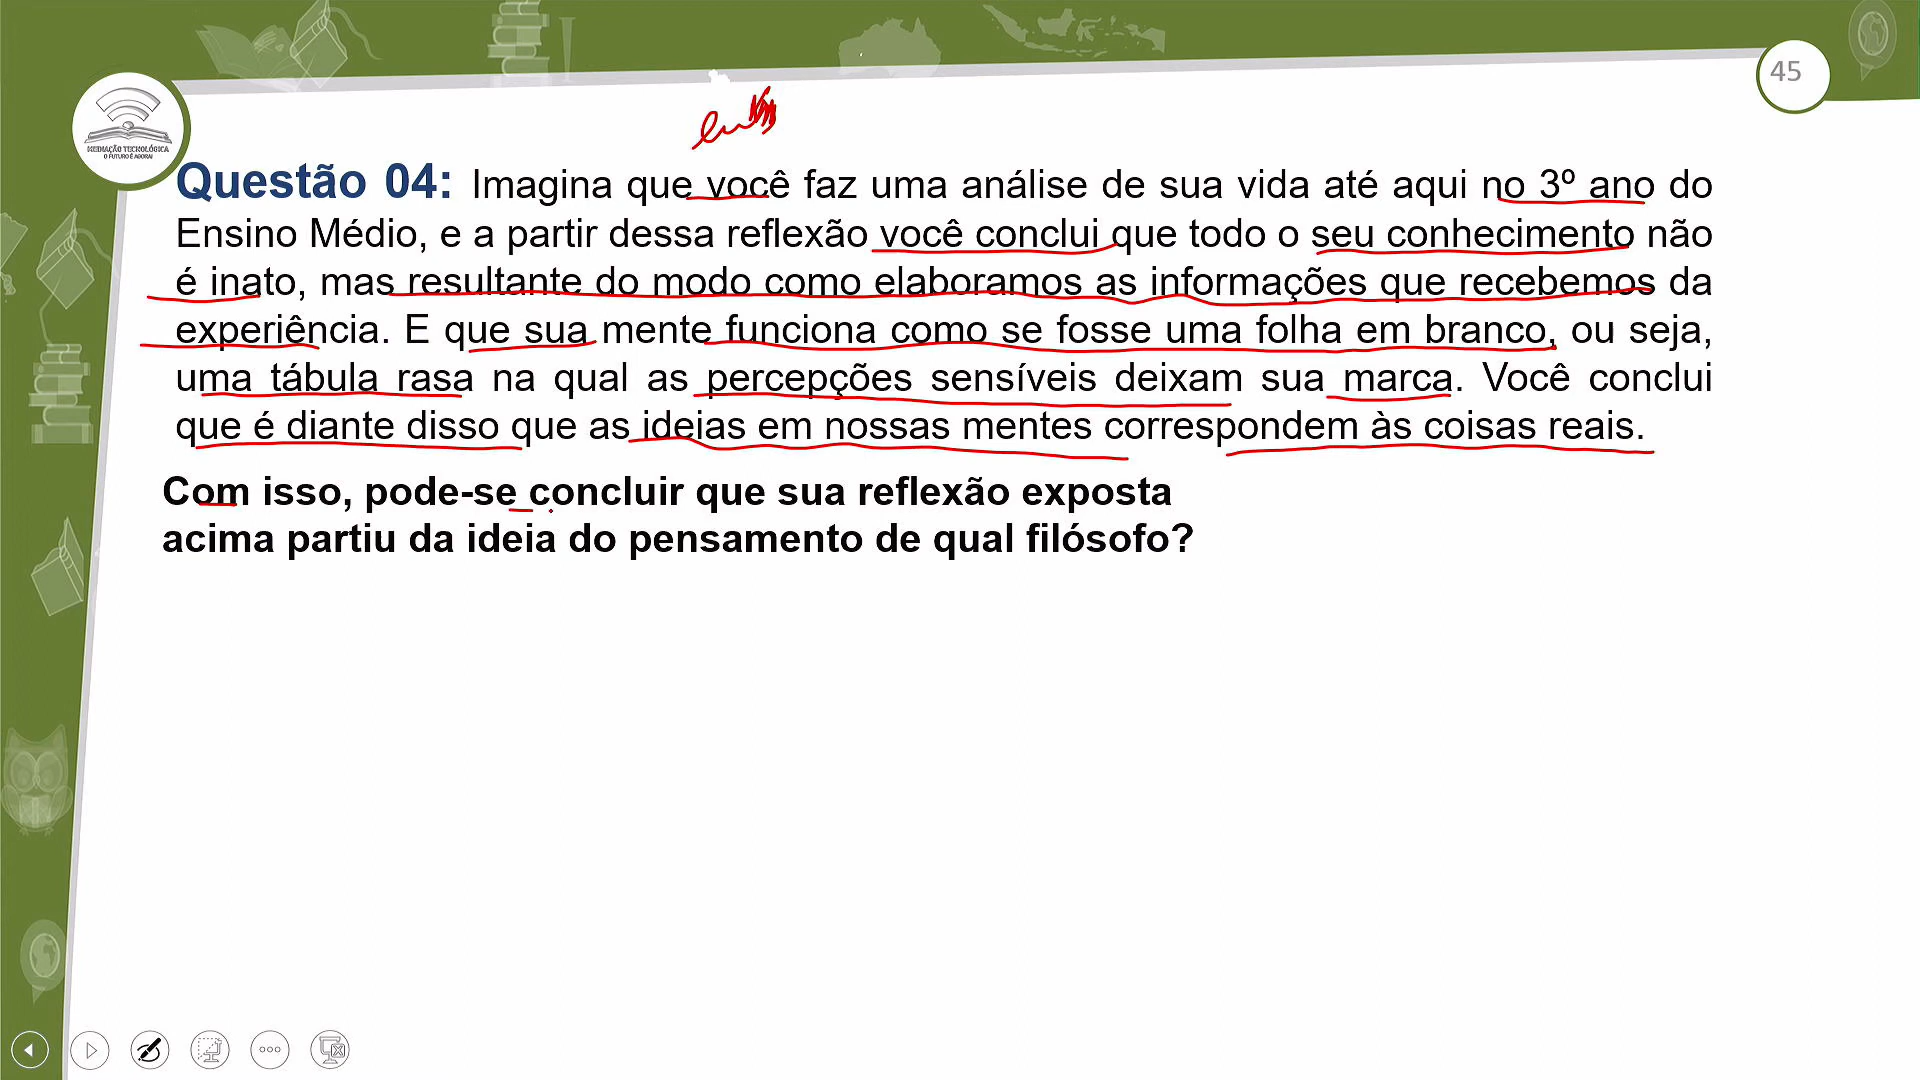 45
MEDIAÇÃO TECNOLÓGICA
O FUTURO É AGORA!
Questão 04: Imagina que você faz uma análise de sua vida até aqui no 3º ano do
Ensino Médio, e a partir dessa reflexão você conclui que todo o seu conhecimento não
é inato, mas resultante do modo como elaboramos as informações que recebemos da
experiência. E que sua mente funciona como se fosse uma folha em branco, ou seja,
uma tábula rasa na qual as percepções sensíveis deixam sua marca. Você conclui
que é diante disso que as ideias em nossas mentes correspondem às coisas reais.
Com isso, pode-se concluir que sua reflexão exposta
acima partiu da ideia do pensamento de qual filósofo?